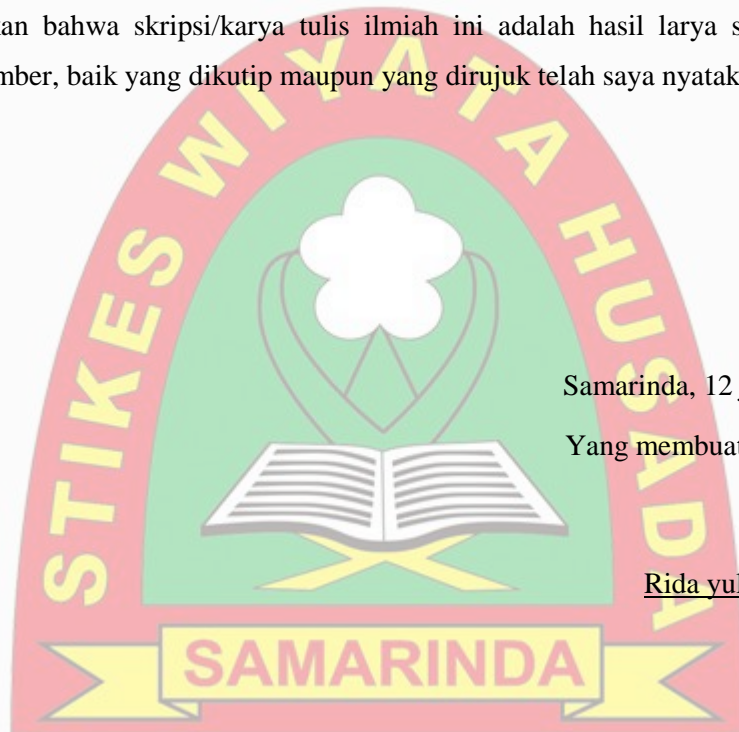 kan bahwa skripsi/karya tulis ilmiah ini adalah hasil larya s
mber, baik yang dikutip maupun yang dirujuk telah saya nyatak
STIKES WIYATA HUSADA
Samarinda, 12
Yang membuat
Rida yul
SAMARINDA